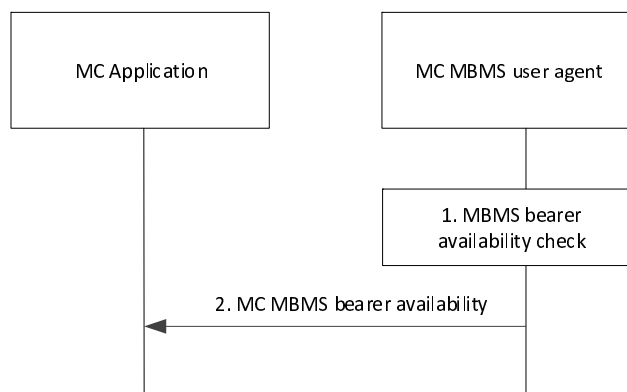 MC Application
MC MBMS user agent
1. MBMS bearer
availability check
2. MC MBMS bearer availability